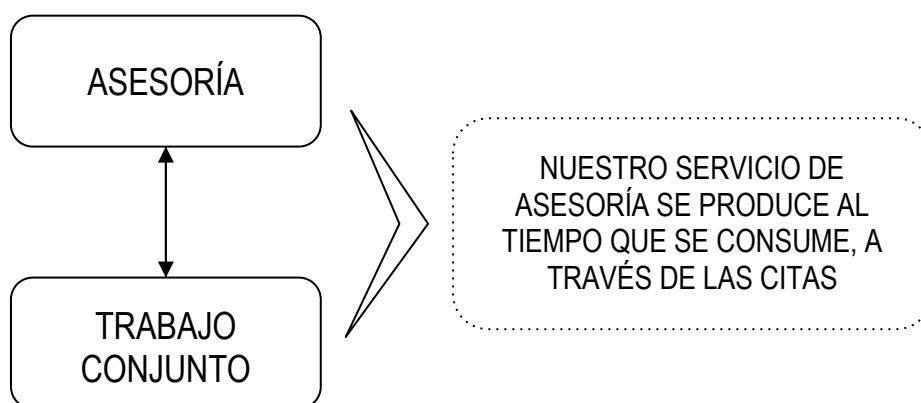 ASESORÍA
TRABAJO
CONJUNTO
NUESTRO SERVICIO DE
ASESORÍA SE PRODUCE AL
TIEMPO QUE SE CONSUME, A
TRAVÉS DE LAS CITAS